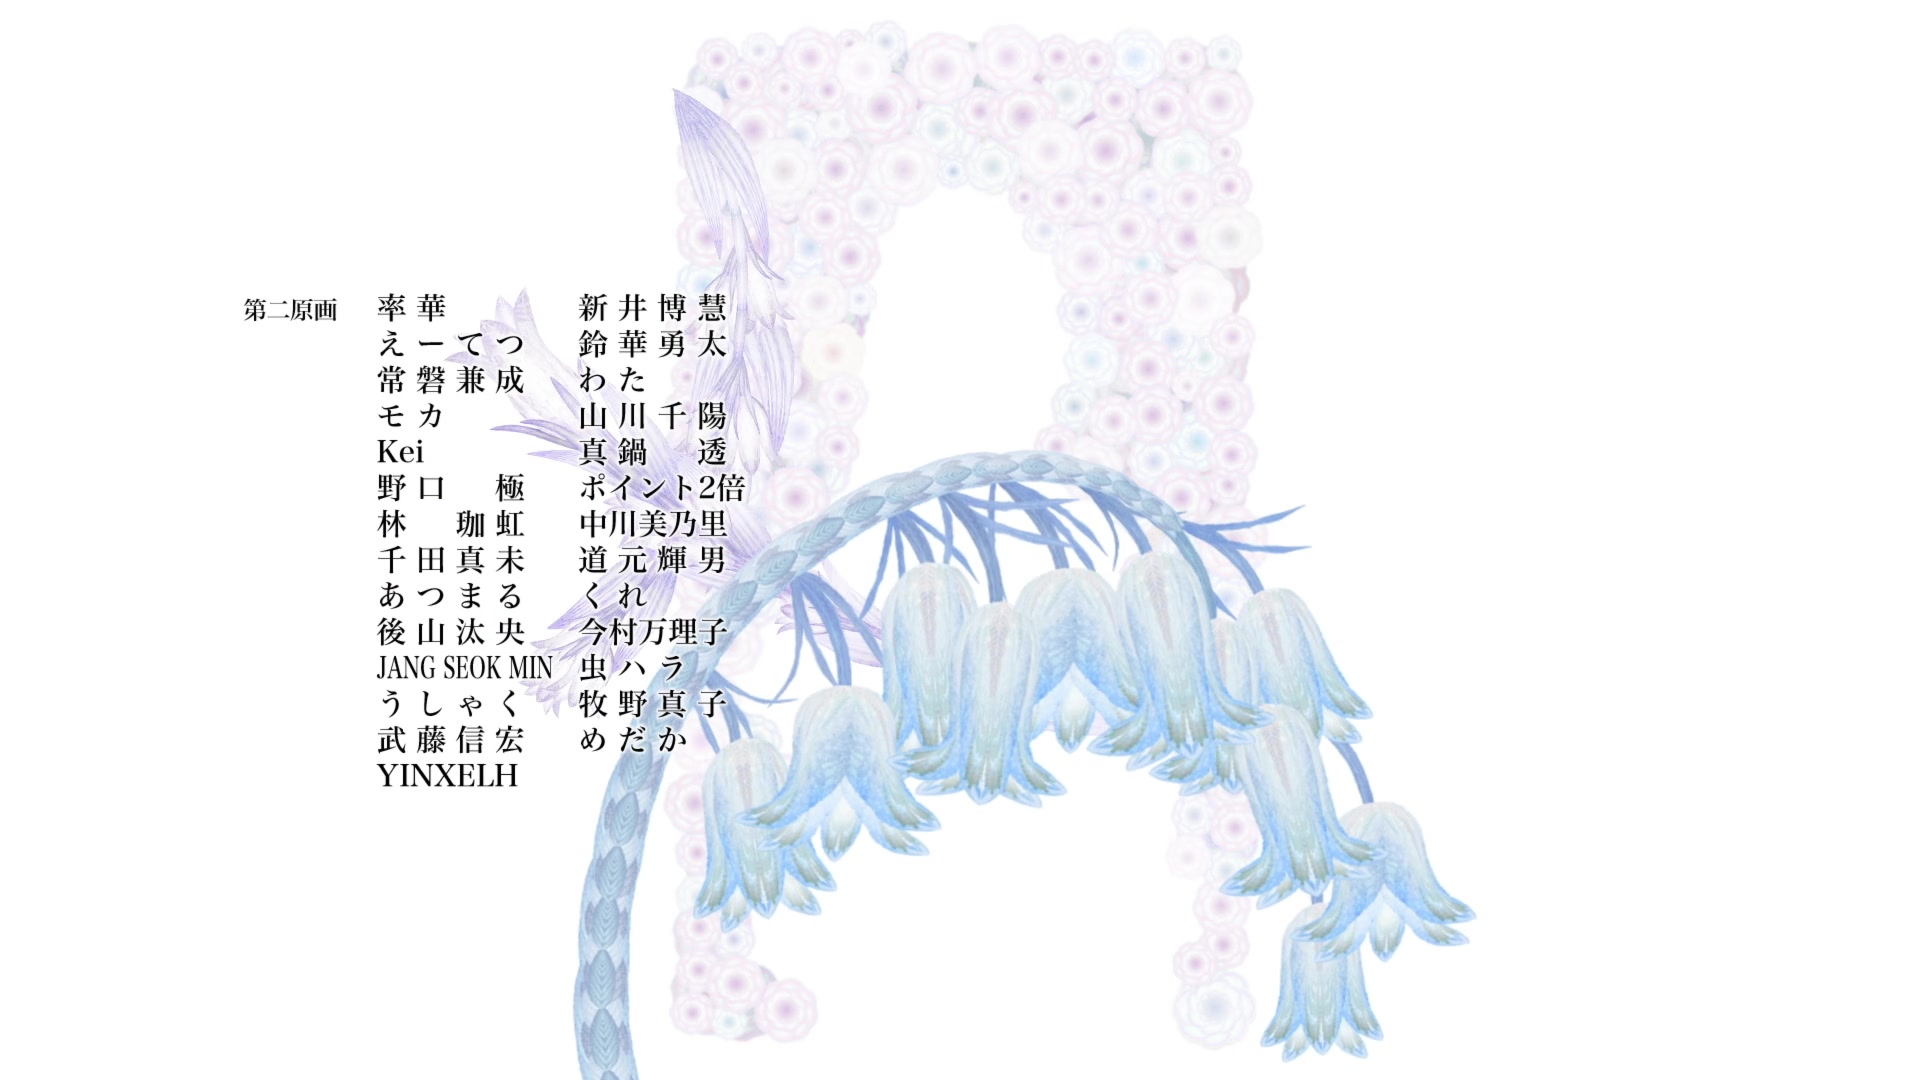 第二原画
率華 新井博慧
えーてつ 鈴華勇太
常磐兼成 わた
モカ 山川千陽
Kei 真鍋 透
野口 極 ポイント2倍
林 珈虹 中川美乃里
千田真未 道元輝男
あつまる くれ
後山汰央 今村万理子
JANG SEOK MIN 虫ハラ
うしゃく 牧野真子
武藤信宏 めだか
YINXELH